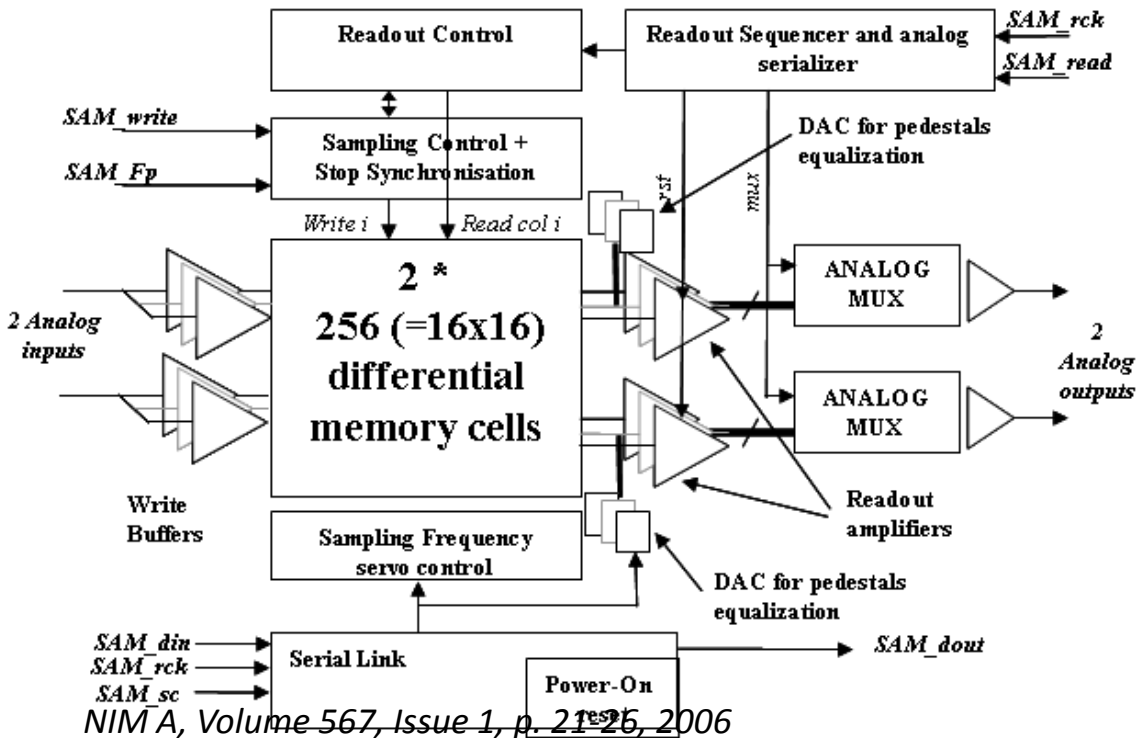 Readout Control
Readout Sequencer and analog
serializer
SAM_rck
SAM_read
SAM_write
SAM_Fp
Sampling Control +
Stop Synchronisation
DAC for pedestals
equalization
rst
mux
Write i
Read col i
2 Analog
inputs
2 *
256 (=16x16)
differential
memory cells
ANALOG
MUX
ANALOG
MUX
2
Analog
outputs
Write
Buffers
Readout
amplifiers
Sampling Frequency
servo control
DAC for pedestals
equalization
SAM_din
SAM_rck
SAM_sc
Serial Link
SAM_dout
Power-On
reset
NIM A, Volume 567, Issue 1, p. 21-26, 2006